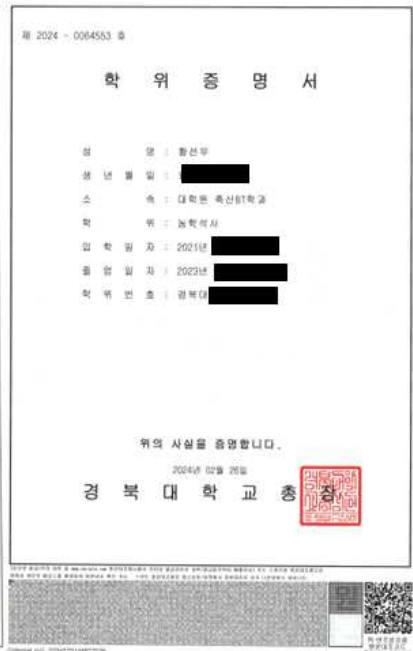 제 2024 - 0064553 호
학 위 증 명 서
성 명 : 황선우
생 년 월 일 :
소 속 : 대학원 축산BT학과
학 위 : 농학석사
입 학 일 자 : 2021년
졸 업 일 자 : 2023년
학 위 번 호 : 경북대
위의 사실을 증명합니다.
2024년 02월 26일
경 북 대 학 교 총 장